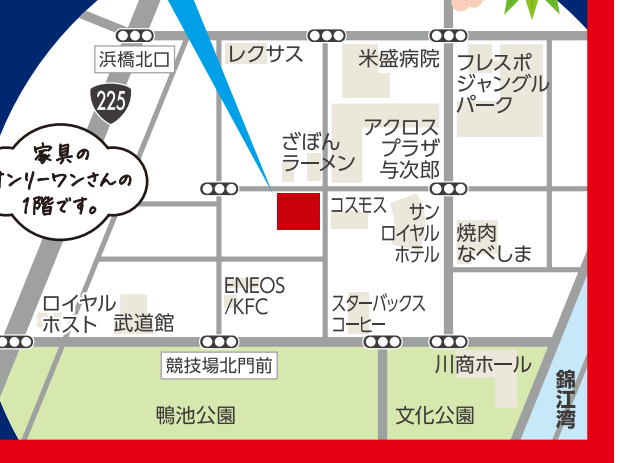 浜橋北口
レクサス
米盛病院
フレスポ
ジャングル
パーク
225
家具の
オンリーワンさんの
1階です。
ざぼん
ラーメン
アクロス
プラザ
与次郎
コスモス
サン
ロイヤル
ホテル
焼肉
なべしま
ENEOS
/KFC
ロイヤル
ホスト
武道館
スターバックス
コーヒー
競技場北門前
川商ホール
鴨池公園
文化公園
錦江湾